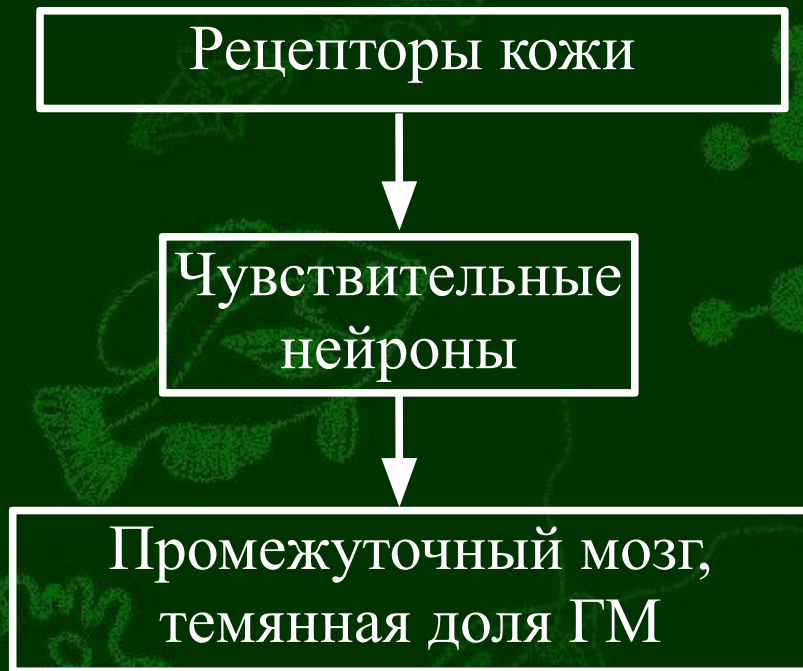 Рецепторы кожи
Чувствительные
нейроны
Промежуточный мозг,
темянная доля ГМ